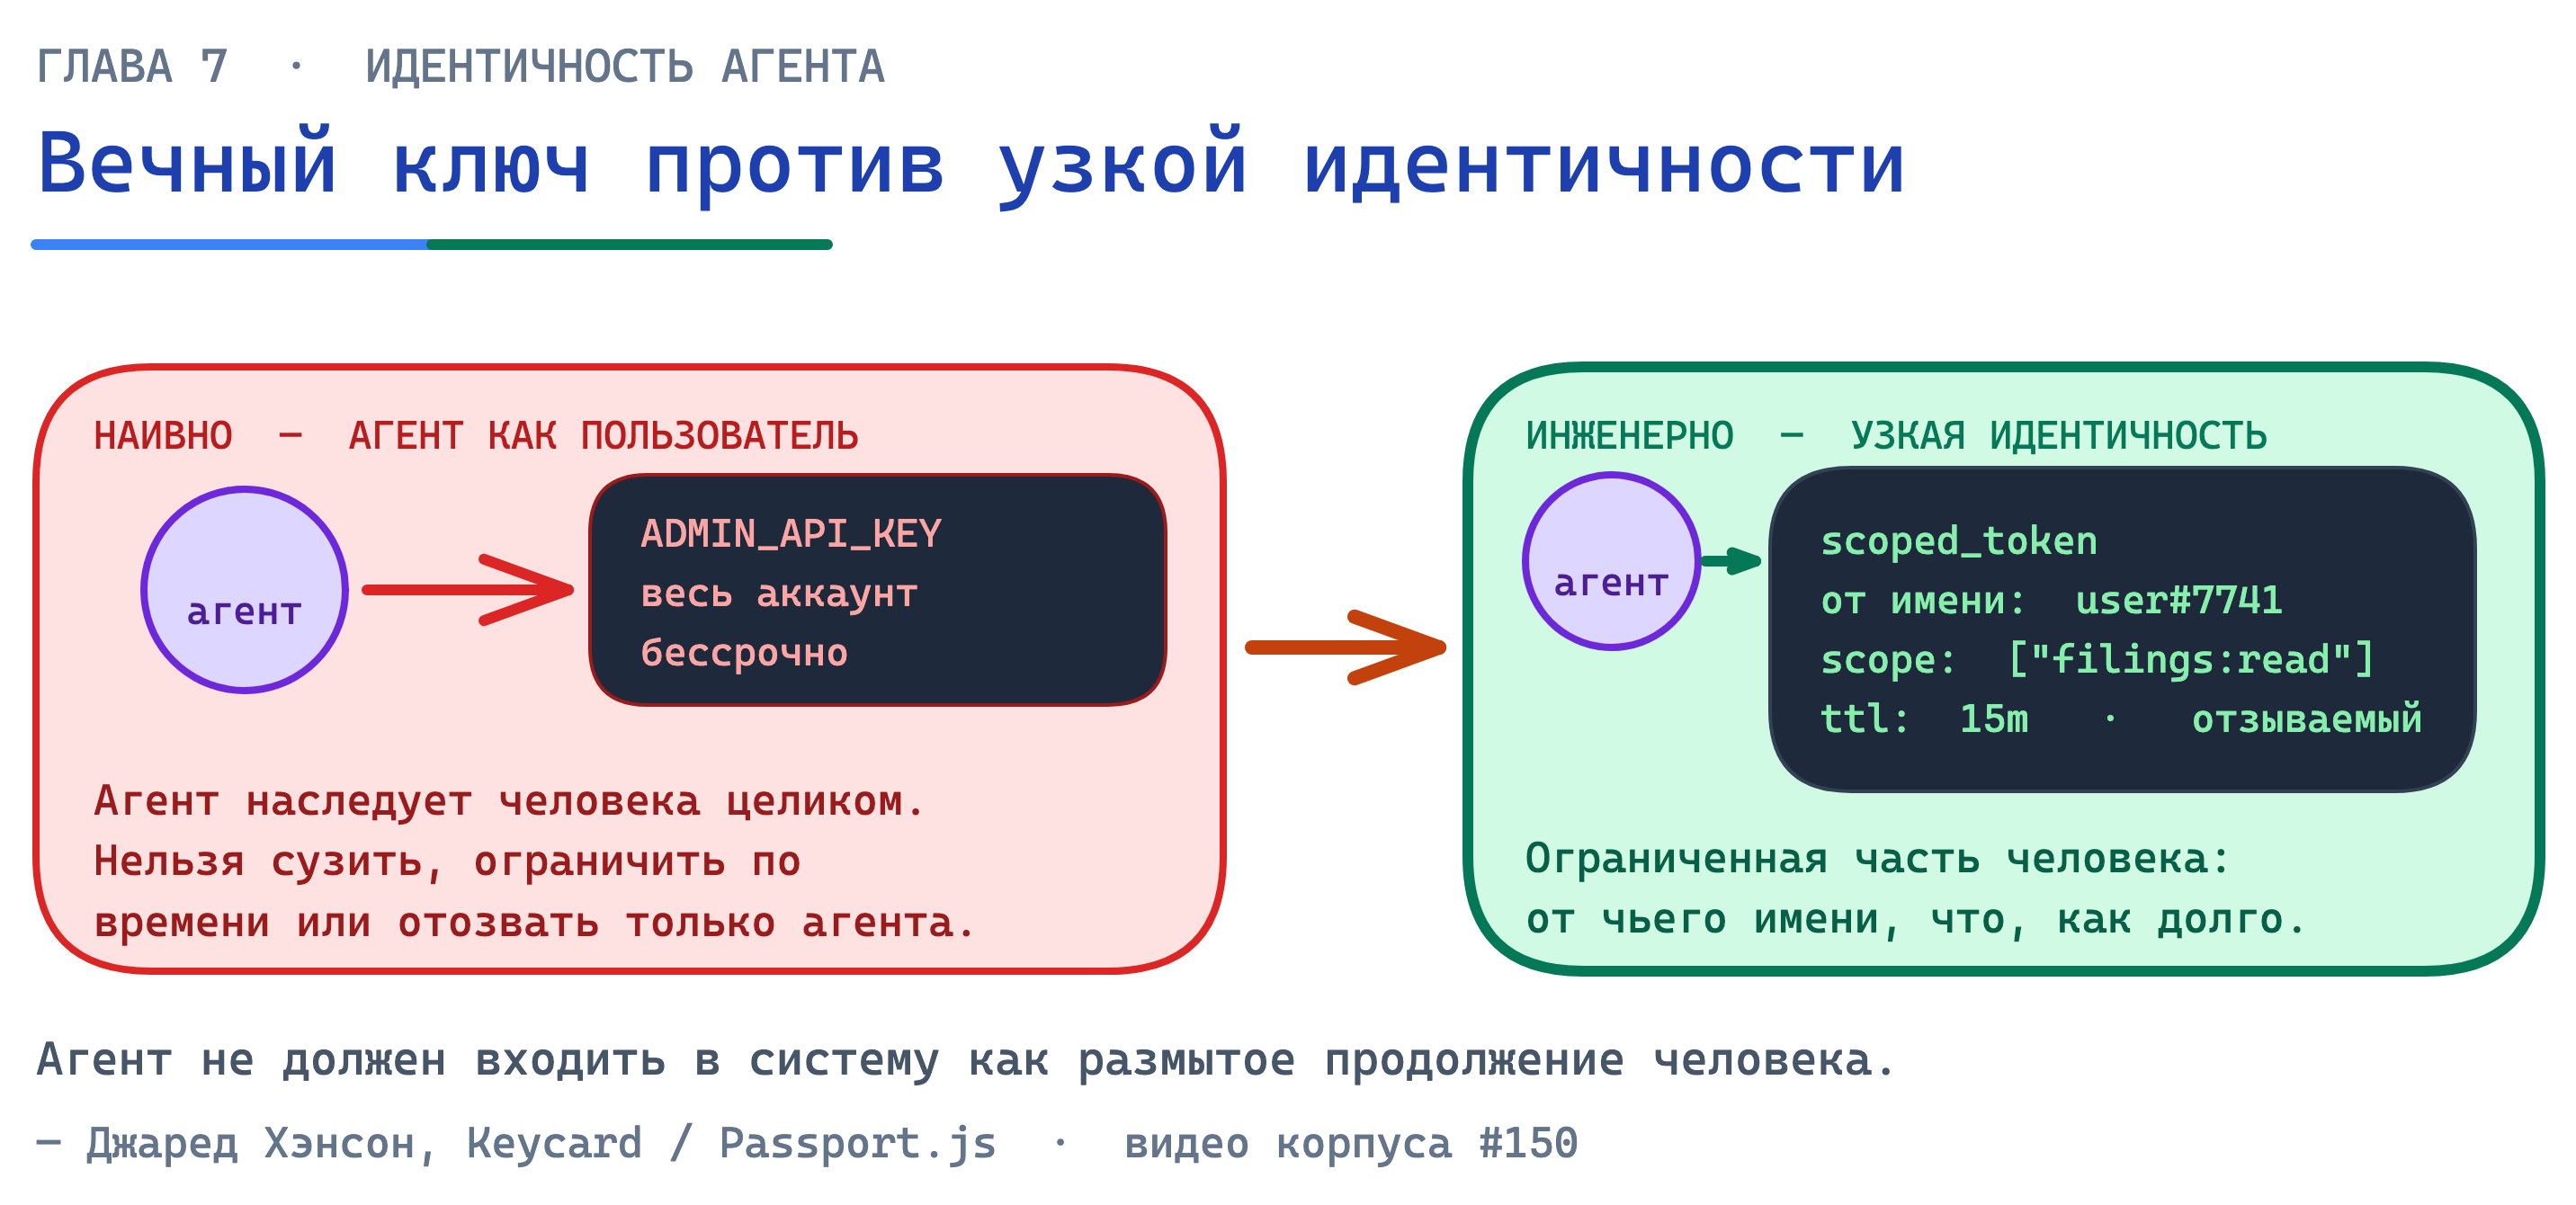 ГЛАВА 7 · ИДЕНТИЧНОСТЬ АГЕНТА
Вечный ключ против узкой идентичности
НАИВНО — АГЕНТ КАК ПОЛЬЗОВАТЕЛЬ
агент
ADMIN_API_KEY
весь аккаунт
бессрочно
Агент наследует человека целиком.
Нельзя сузить, ограничить по
времени или отозвать только агента.
ИНЖЕНЕРНО — УЗКАЯ ИДЕНТИЧНОСТЬ
агент
scoped_token
от имени: user#7741
scope: ["filings:read"]
ttl: 15m · отзываемый
Ограниченная часть человека:
от чьего имени, что, как долго.
Агент не должен входить в систему как размытое продолжение человека.
— Джаред Хэнсон, Keycard / Passport.js · видео корпуса #150